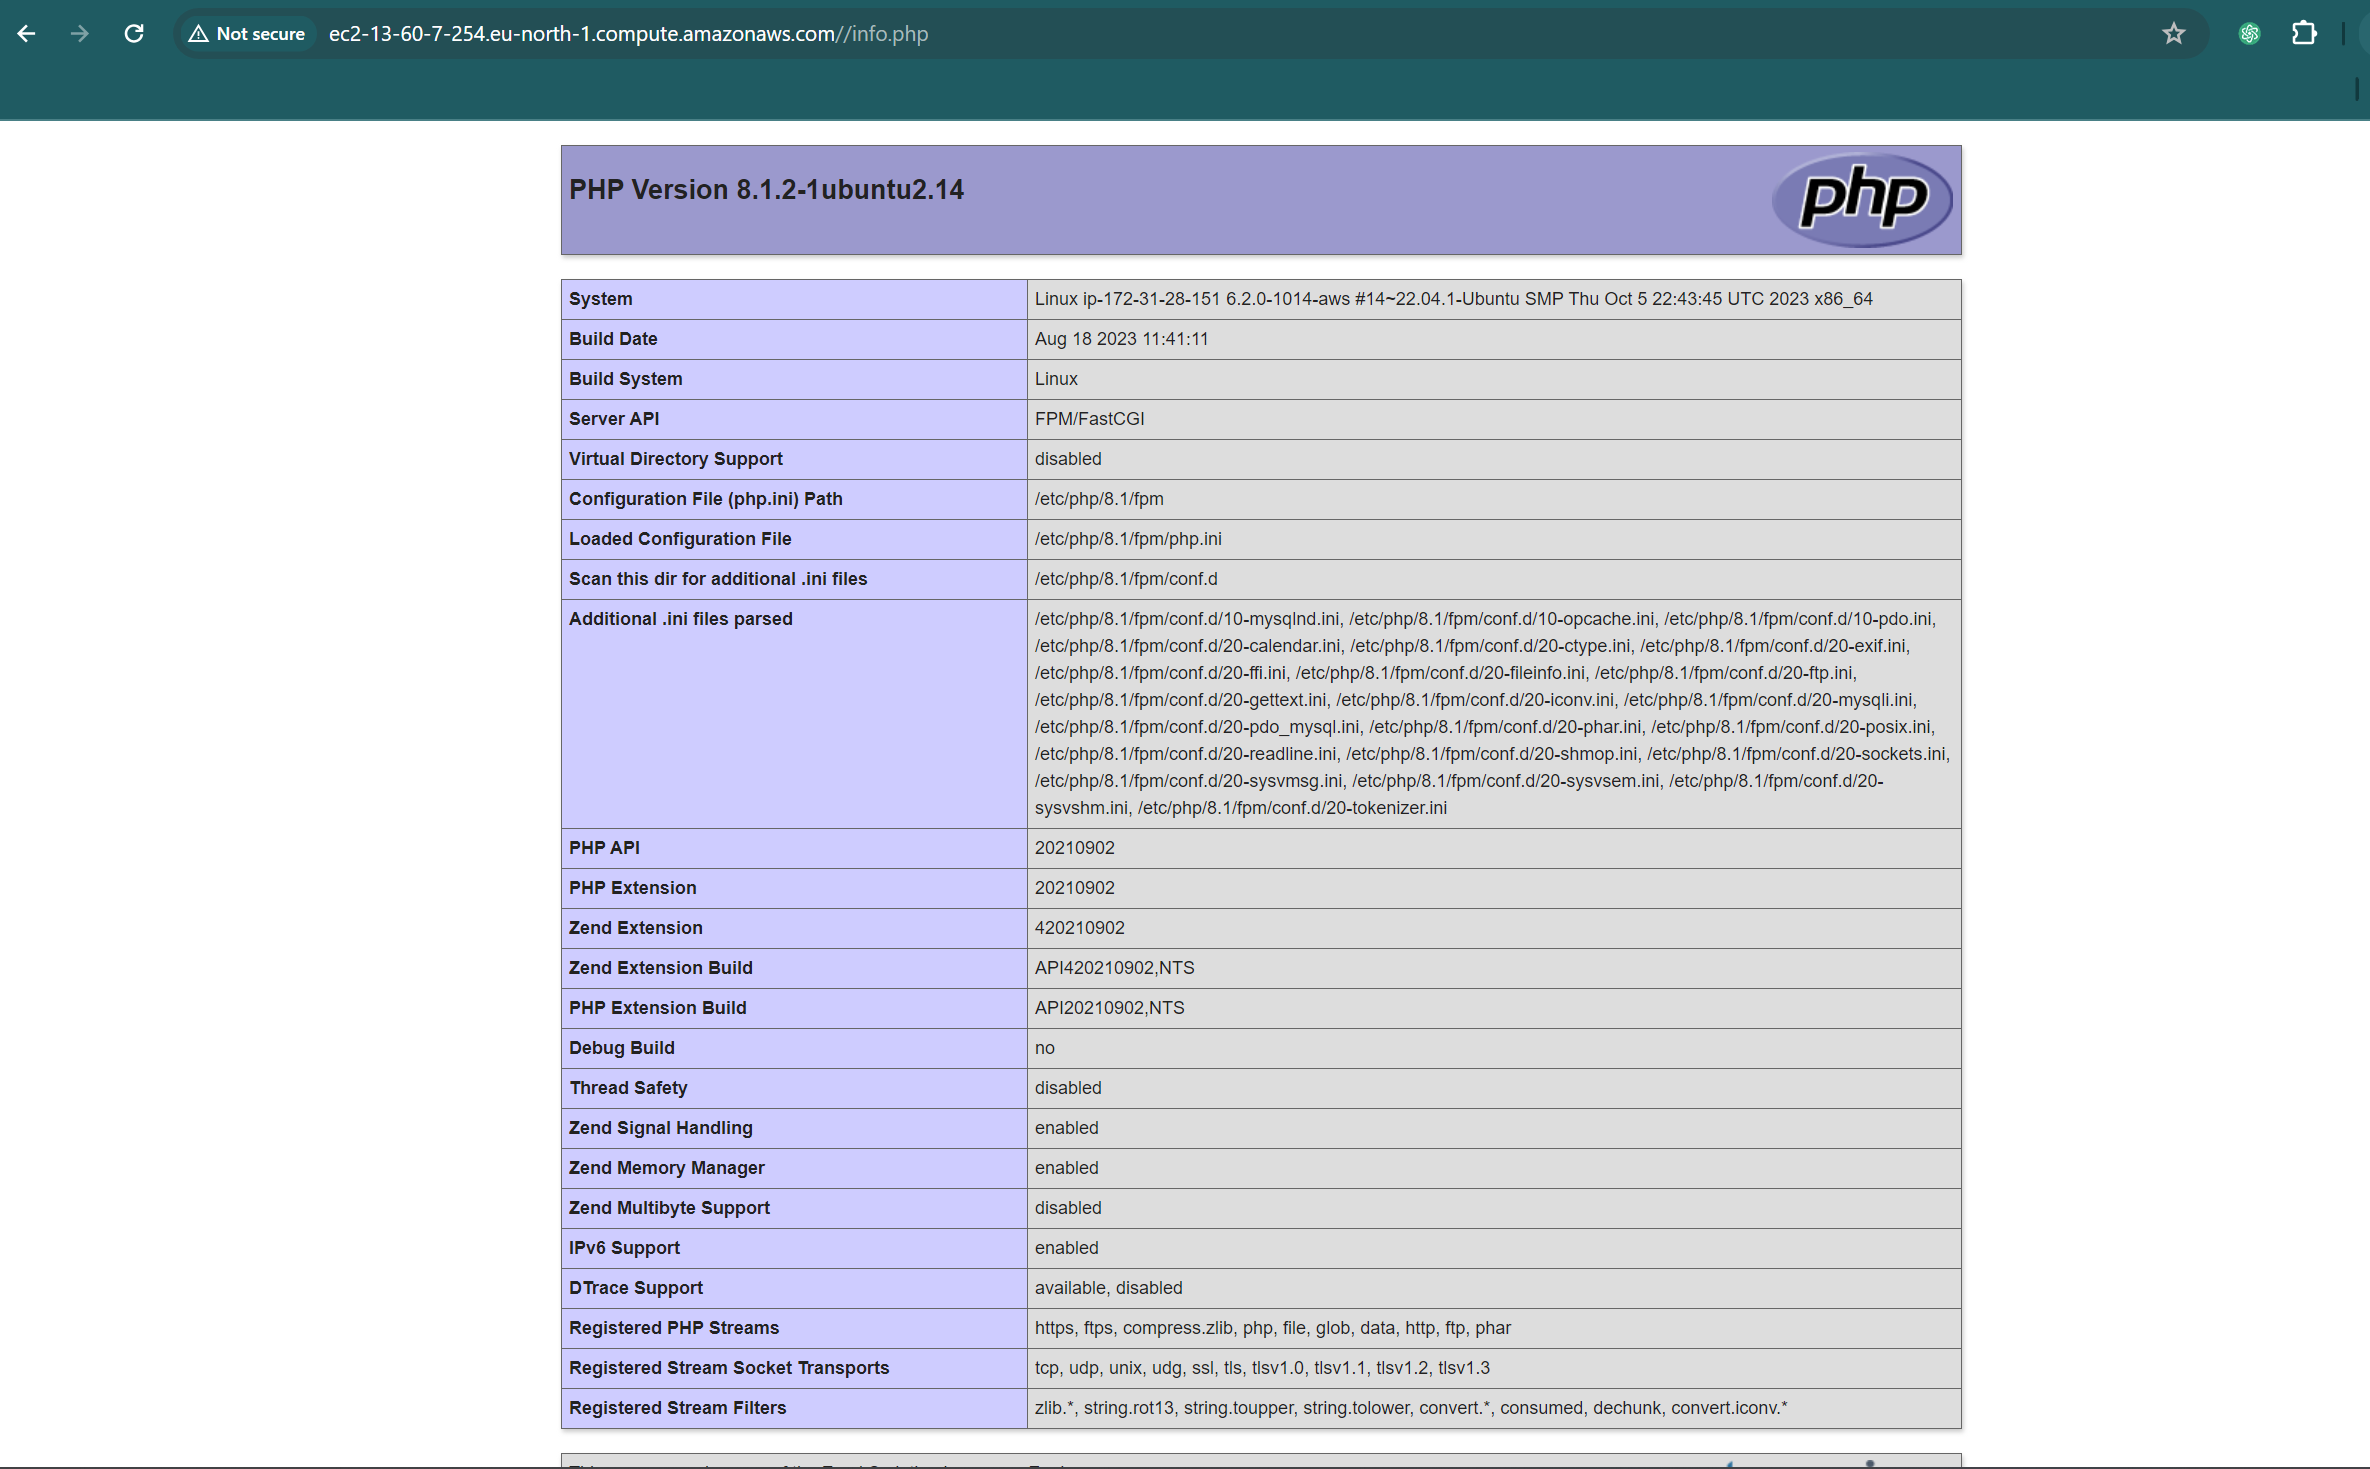 Not secure ec2-13-60-7-254.eu-north-1.compute.amazonaws.com//info.php
PHP Version 8.1.2-1ubuntu2.14
php
System Linux ip-172-31-28-151 6.2.0-1014-aws #14~22.04.1-Ubuntu SMP Thu Oct 5 22:43:45 UTC 2023 x86_64
Build Date Aug 18 2023 11:41:11
Build System Linux
Server API FPM/FastCGI
Virtual Directory Support disabled
Configuration File (php.ini) Path /etc/php/8.1/fpm
Loaded Configuration File /etc/php/8.1/fpm/php.ini
Scan this dir for additional .ini files /etc/php/8.1/fpm/conf.d
Additional .ini files parsed /etc/php/8.1/fpm/conf.d/10-mysqlnd.ini, /etc/php/8.1/fpm/conf.d/10-opcache.ini, /etc/php/8.1/fpm/conf.d/10-pdo.ini,
/etc/php/8.1/fpm/conf.d/20-calendar.ini, /etc/php/8.1/fpm/conf.d/20-ctype.ini, /etc/php/8.1/fpm/conf.d/20-exif.ini,
/etc/php/8.1/fpm/conf.d/20-ffi.ini, /etc/php/8.1/fpm/conf.d/20-fileinfo.ini, /etc/php/8.1/fpm/conf.d/20-ftp.ini,
/etc/php/8.1/fpm/conf.d/20-gettext.ini, /etc/php/8.1/fpm/conf.d/20-iconv.ini, /etc/php/8.1/fpm/conf.d/20-mysqli.ini,
/etc/php/8.1/fpm/conf.d/20-pdo_mysql.ini, /etc/php/8.1/fpm/conf.d/20-phar.ini, /etc/php/8.1/fpm/conf.d/20-posix.ini,
/etc/php/8.1/fpm/conf.d/20-readline.ini, /etc/php/8.1/fpm/conf.d/20-shmop.ini, /etc/php/8.1/fpm/conf.d/20-sockets.ini,
/etc/php/8.1/fpm/conf.d/20-sysvmsg.ini, /etc/php/8.1/fpm/conf.d/20-sysvsem.ini, /etc/php/8.1/fpm/conf.d/20-
sysvshm.ini, /etc/php/8.1/fpm/conf.d/20-tokenizer.ini
PHP API 20210902
PHP Extension 20210902
Zend Extension 420210902
Zend Extension Build API420210902,NTS
PHP Extension Build API20210902,NTS
Debug Build no
Thread Safety disabled
Zend Signal Handling enabled
Zend Memory Manager enabled
Zend Multibyte Support disabled
IPv6 Support enabled
DTrace Support available, disabled
Registered PHP Streams https, ftps, compress.zlib, php, file, glob, data, http, ftp, phar
Registered Stream Socket Transports tcp, udp, unix, udg, ssl, tls, tlsv1.0, tlsv1.1, tlsv1.2, tlsv1.3
Registered Stream Filters zlib.*, string.rot13, string.toupper, string.tolower, convert.*, consumed, dechunk, convert.iconv.*